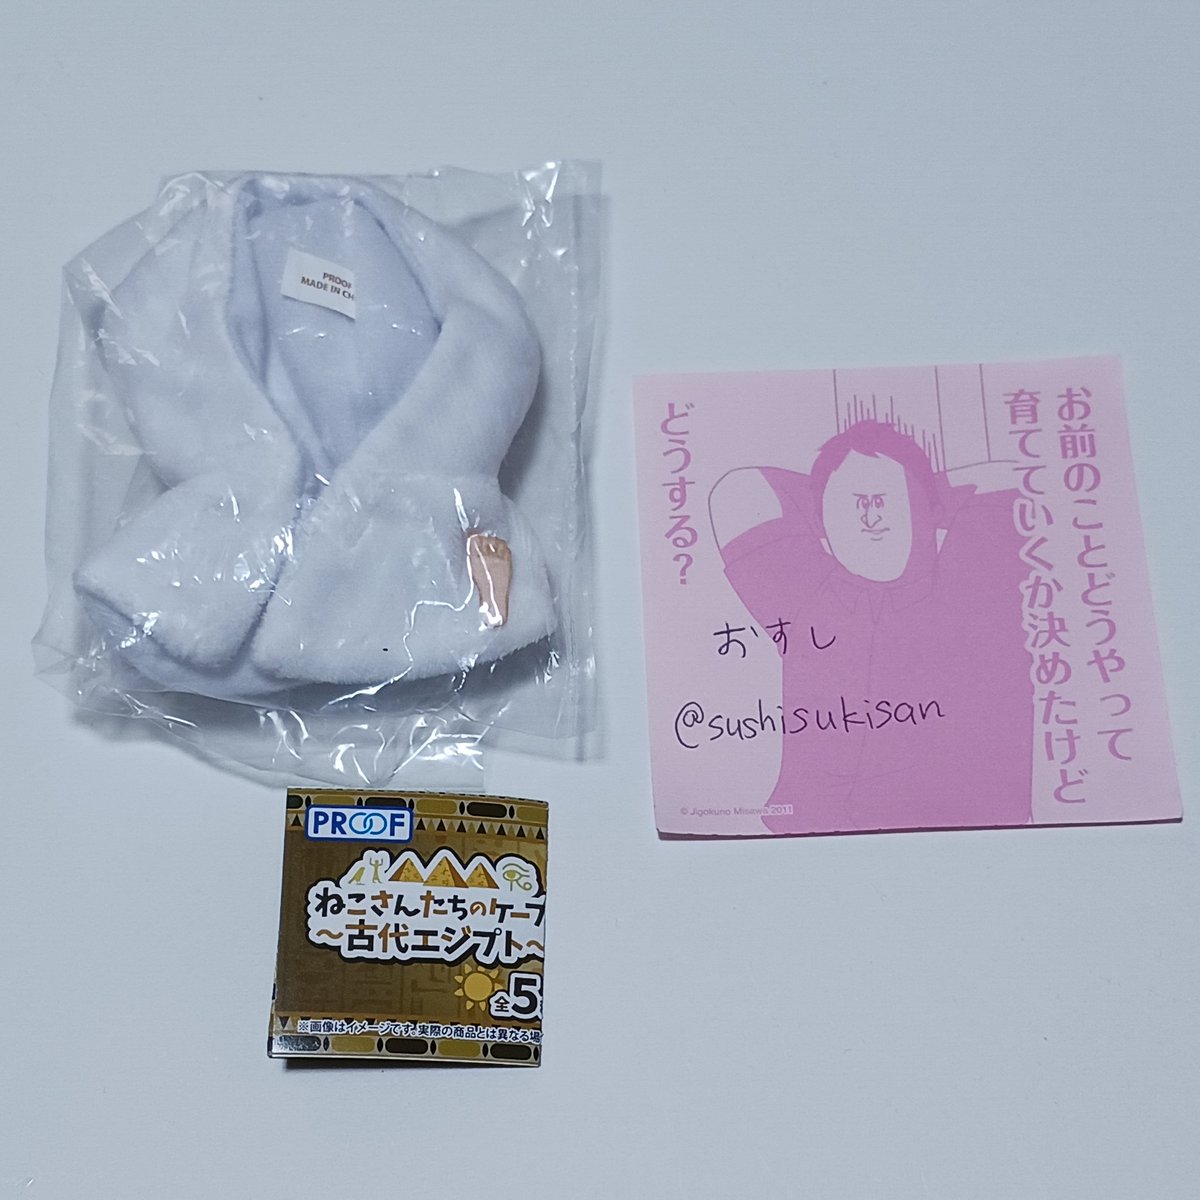 PROOF
MADE IN CH
お前のことどうやって
育てていくか決めたけど
どうする?
おすし
@sushisukisan
© Jigokuno Misawa 2011
PROOF
ねこさんたちのケープ
～古代エジプト～
全5
※画像はイメージです。実際の商品とは異なる場